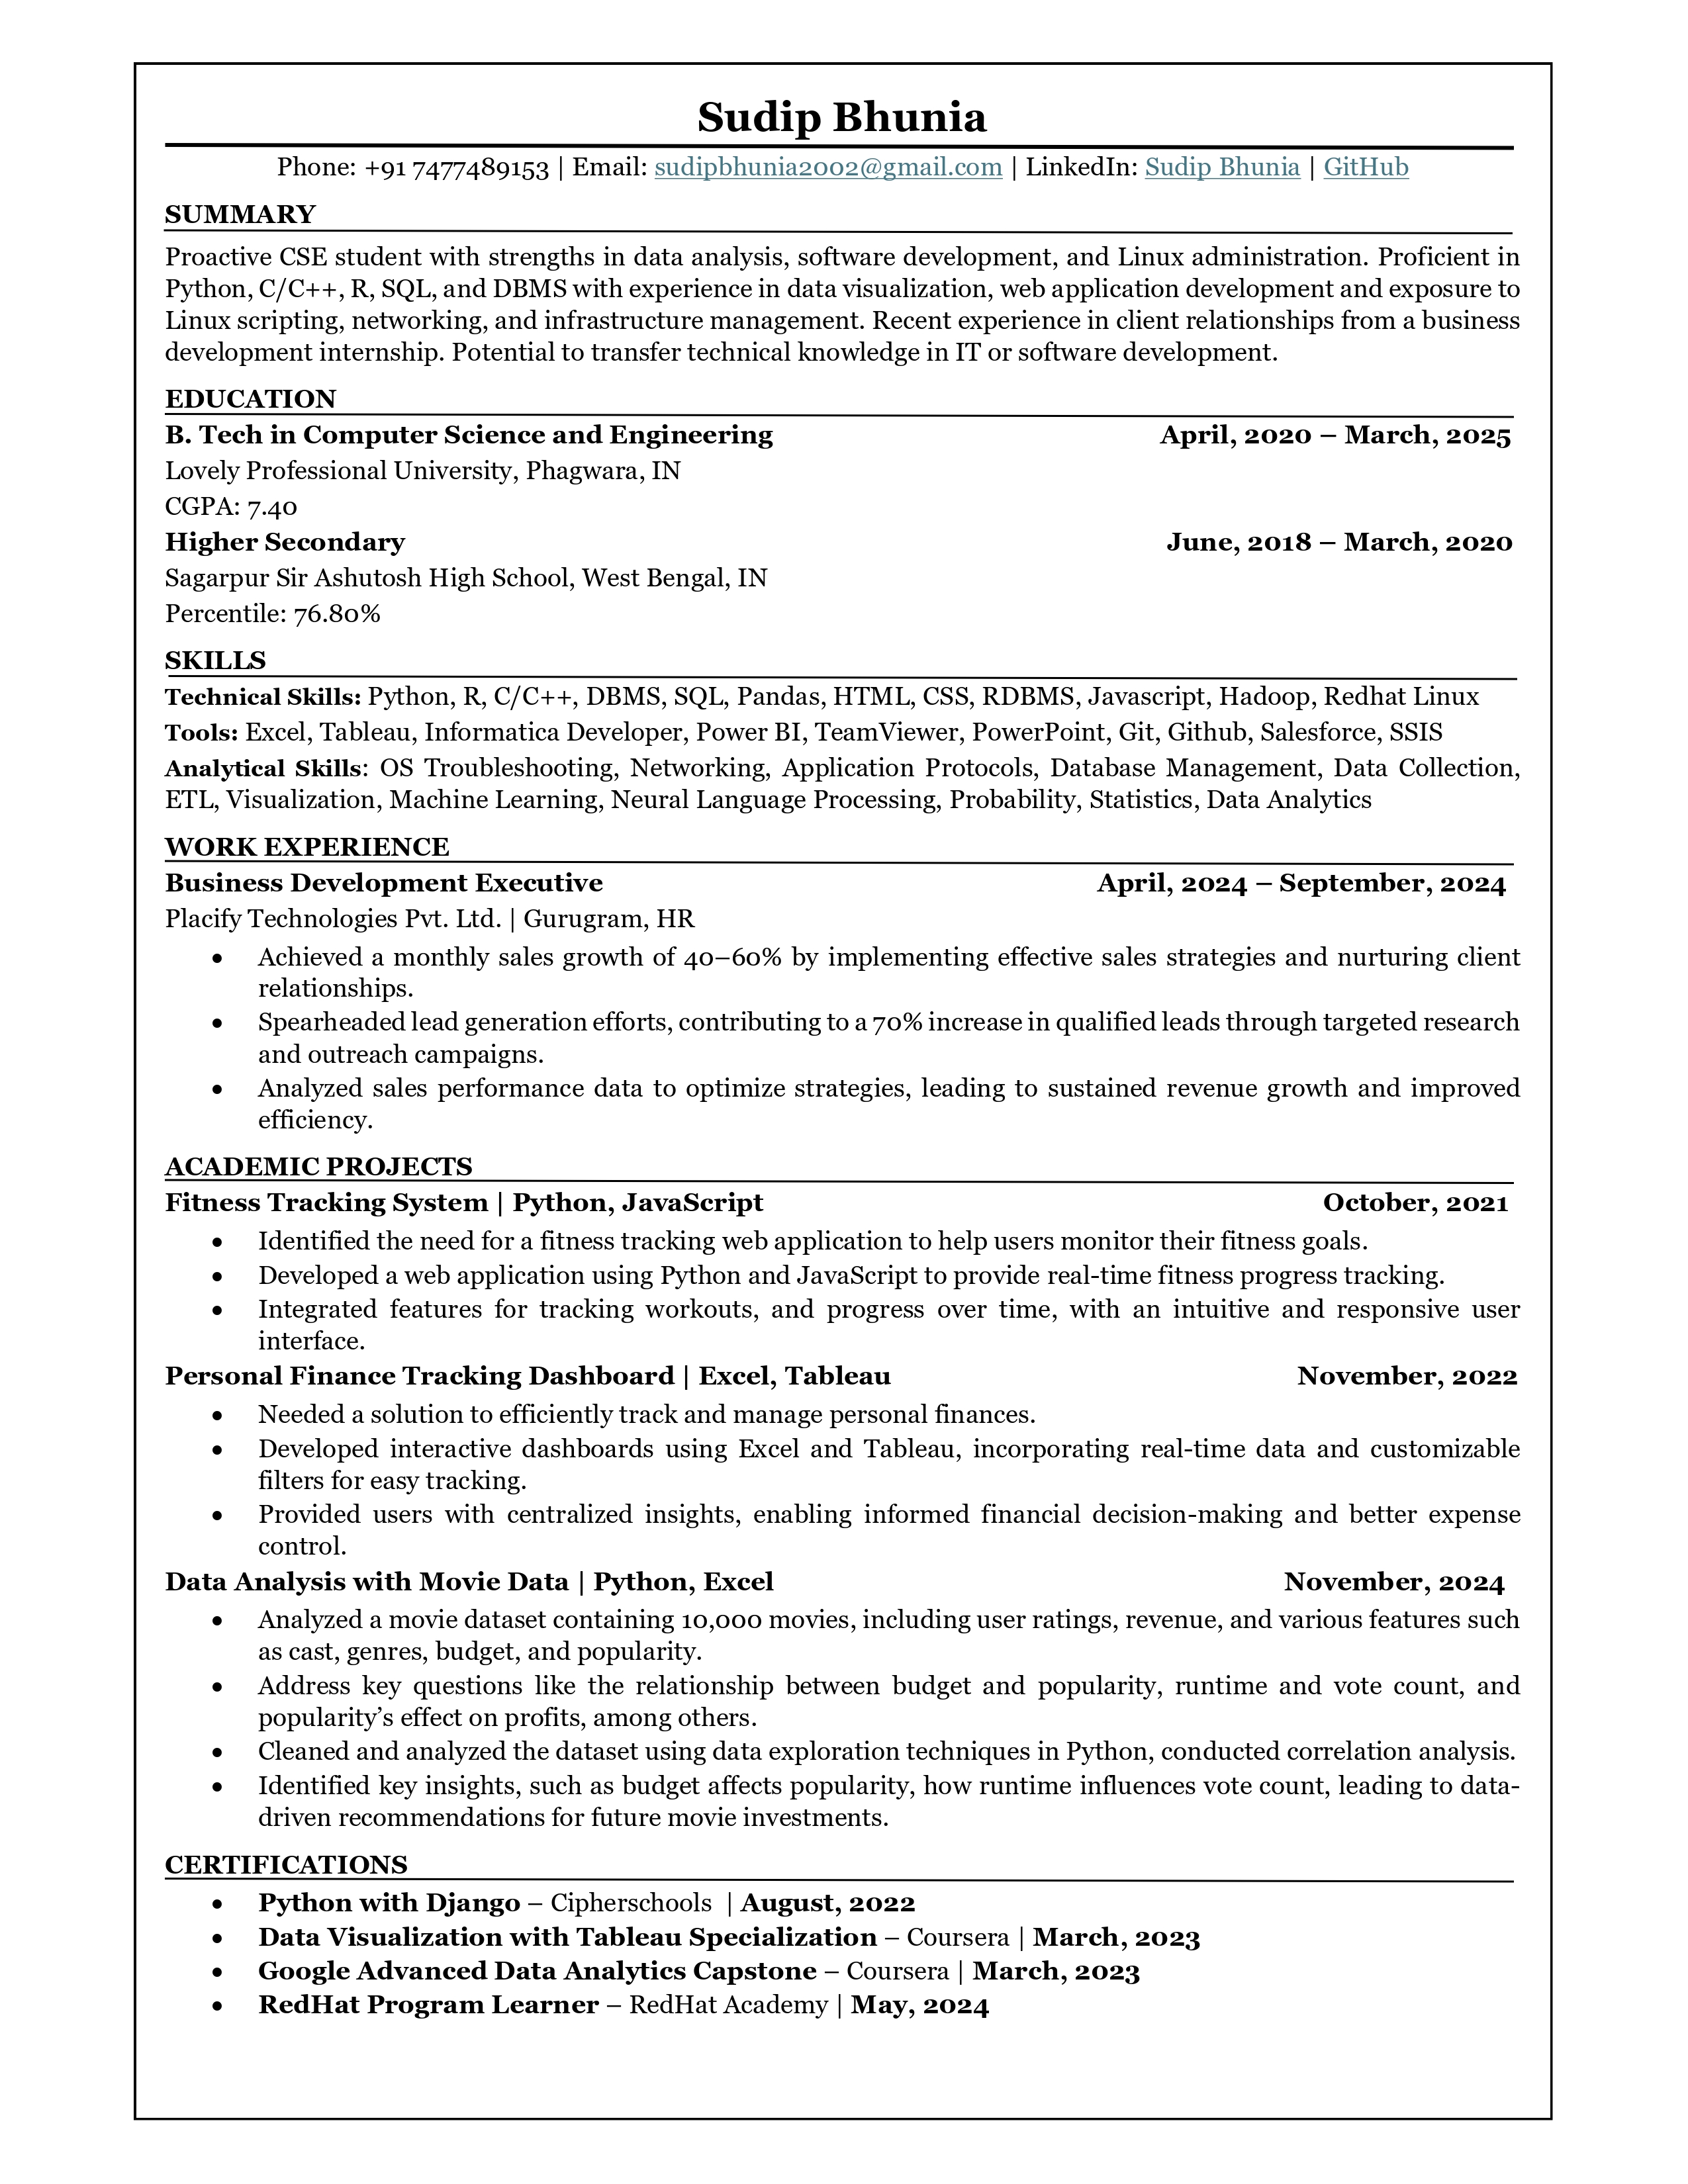 Sudip Bhunia
Phone: +91 7477489153 | Email: sudipbhunia2002@gmail.com | LinkedIn: Sudip Bhunia | GitHub
SUMMARY
Proactive CSE student with strengths in data analysis, software development, and Linux administration. Proficient in
Python, C/C++, R, SQL, and DBMS with experience in data visualization, web application development and exposure to
Linux scripting, networking, and infrastructure management. Recent experience in client relationships from a business
development internship. Potential to transfer technical knowledge in IT or software development.
EDUCATION
B. Tech in Computer Science and Engineering April, 2020 – March, 2025
Lovely Professional University, Phagwara, IN
CGPA: 7.40
Higher Secondary June, 2018 – March, 2020
Sagarpur Sir Ashutosh High School, West Bengal, IN
Percentile: 76.80%
SKILLS
Technical Skills: Python, R, C/C++, DBMS, SQL, Pandas, HTML, CSS, RDBMS, Javascript, Hadoop, Redhat Linux
Tools: Excel, Tableau, Informatica Developer, Power BI, TeamViewer, PowerPoint, Git, Github, Salesforce, SSIS
Analytical Skills: OS Troubleshooting, Networking, Application Protocols, Database Management, Data Collection,
ETL, Visualization, Machine Learning, Neural Language Processing, Probability, Statistics, Data Analytics
WORK EXPERIENCE
Business Development Executive April, 2024 – September, 2024
Placify Technologies Pvt. Ltd. | Gurugram, HR
• Achieved a monthly sales growth of 40–60% by implementing effective sales strategies and nurturing client
relationships.
• Spearheaded lead generation efforts, contributing to a 70% increase in qualified leads through targeted research
and outreach campaigns.
• Analyzed sales performance data to optimize strategies, leading to sustained revenue growth and improved
efficiency.
ACADEMIC PROJECTS
Fitness Tracking System | Python, JavaScript October, 2021
• Identified the need for a fitness tracking web application to help users monitor their fitness goals.
• Developed a web application using Python and JavaScript to provide real-time fitness progress tracking.
• Integrated features for tracking workouts, and progress over time, with an intuitive and responsive user
interface.
Personal Finance Tracking Dashboard | Excel, Tableau November, 2022
• Needed a solution to efficiently track and manage personal finances.
• Developed interactive dashboards using Excel and Tableau, incorporating real-time data and customizable
filters for easy tracking.
• Provided users with centralized insights, enabling informed financial decision-making and better expense
control.
Data Analysis with Movie Data | Python, Excel November, 2024
• Analyzed a movie dataset containing 10,000 movies, including user ratings, revenue, and various features such
as cast, genres, budget, and popularity.
• Address key questions like the relationship between budget and popularity, runtime and vote count, and
popularity’s effect on profits, among others.
• Cleaned and analyzed the dataset using data exploration techniques in Python, conducted correlation analysis.
• Identified key insights, such as budget affects popularity, how runtime influences vote count, leading to data-
driven recommendations for future movie investments.
CERTIFICATIONS
• Python with Django – Cipherschools | August, 2022
• Data Visualization with Tableau Specialization – Coursera | March, 2023
• Google Advanced Data Analytics Capstone – Coursera | March, 2023
• RedHat Program Learner – RedHat Academy | May, 2024